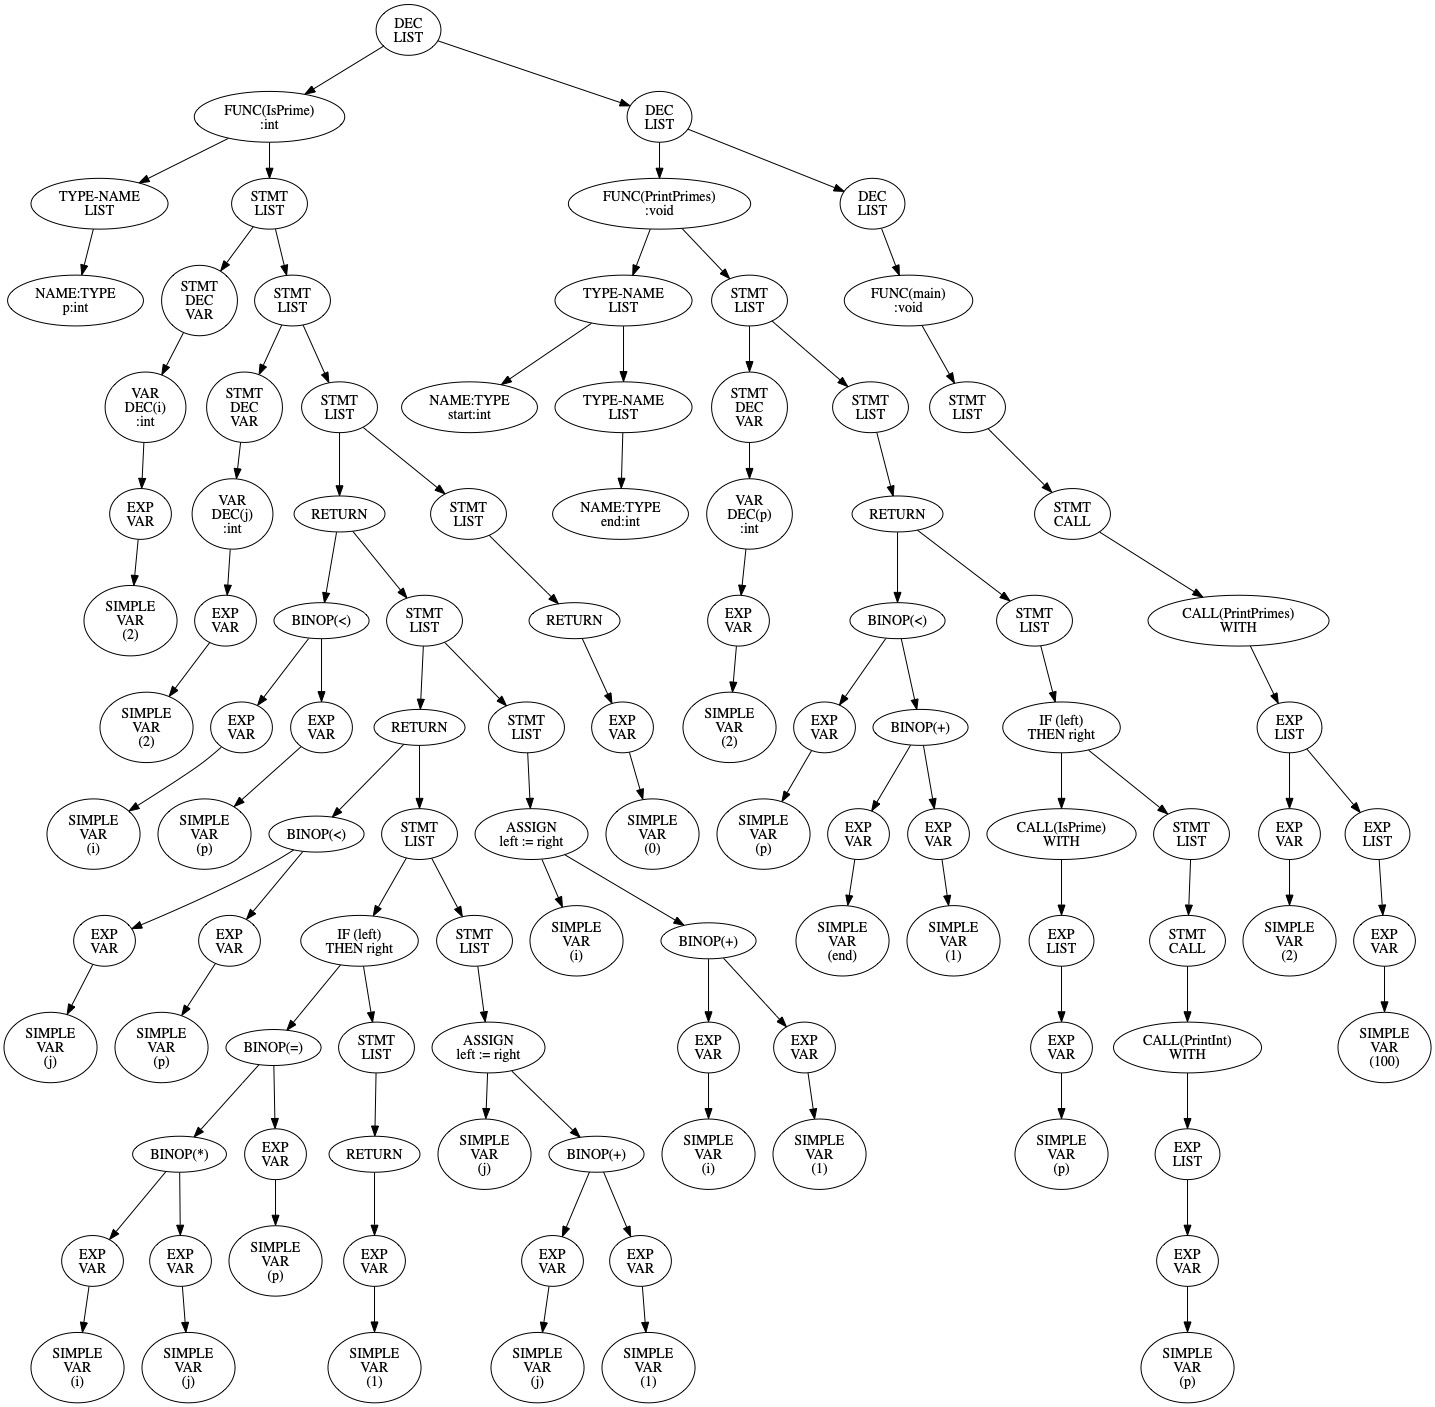 DEC
LIST
FUNC(IsPrime)
:int
DEC
LIST
TYPE-NAME
LIST
STMT
LIST
FUNC(PrintPrimes)
:void
DEC
LIST
NAME:TYPE
p:int
STMT
DEC
VAR
STMT
LIST
TYPE-NAME
LIST
STMT
LIST
FUNC(main)
:void
VAR
DEC(i)
:int
STMT
DEC
VAR
STMT
LIST
NAME:TYPE
start:int
TYPE-NAME
LIST
STMT
DEC
VAR
STMT
LIST
STMT
LIST
EXP
VAR
VAR
DEC(j)
:int
RETURN
STMT
LIST
NAME:TYPE
end:int
VAR
DEC(p)
:int
RETURN
STMT
CALL
SIMPLE
VAR
(2)
EXP
VAR
BINOP(<)
STMT
LIST
RETURN
EXP
VAR
BINOP(<)
STMT
LIST
CALL(PrintPrimes)
WITH
SIMPLE
VAR
(2)
EXP
VAR
EXP
VAR
RETURN
STMT
LIST
EXP
VAR
SIMPLE
VAR
(2)
EXP
VAR
BINOP(+)
IF (left)
THEN right
EXP
LIST
SIMPLE
VAR
(i)
SIMPLE
VAR
(p)
BINOP(<)
STMT
LIST
ASSIGN
left := right
SIMPLE
VAR
(0)
SIMPLE
VAR
(p)
EXP
VAR
EXP
VAR
CALL(IsPrime)
WITH
STMT
LIST
EXP
VAR
EXP
LIST
EXP
VAR
EXP
VAR
IF (left)
THEN right
STMT
LIST
SIMPLE
VAR
(i)
BINOP(+)
SIMPLE
VAR
(end)
SIMPLE
VAR
(1)
EXP
LIST
STMT
CALL
SIMPLE
VAR
(2)
EXP
VAR
SIMPLE
VAR
(j)
SIMPLE
VAR
(p)
BINOP(=)
STMT
LIST
ASSIGN
left := right
EXP
VAR
EXP
VAR
EXP
VAR
CALL(PrintInt)
WITH
SIMPLE
VAR
(100)
BINOP(*)
EXP
VAR
RETURN
SIMPLE
VAR
(j)
BINOP(+)
SIMPLE
VAR
(i)
SIMPLE
VAR
(1)
SIMPLE
VAR
(p)
EXP
LIST
EXP
VAR
EXP
VAR
SIMPLE
VAR
(p)
EXP
VAR
EXP
VAR
EXP
VAR
EXP
VAR
SIMPLE
VAR
(i)
SIMPLE
VAR
(j)
SIMPLE
VAR
(1)
SIMPLE
VAR
(j)
SIMPLE
VAR
(1)
SIMPLE
VAR
(p)